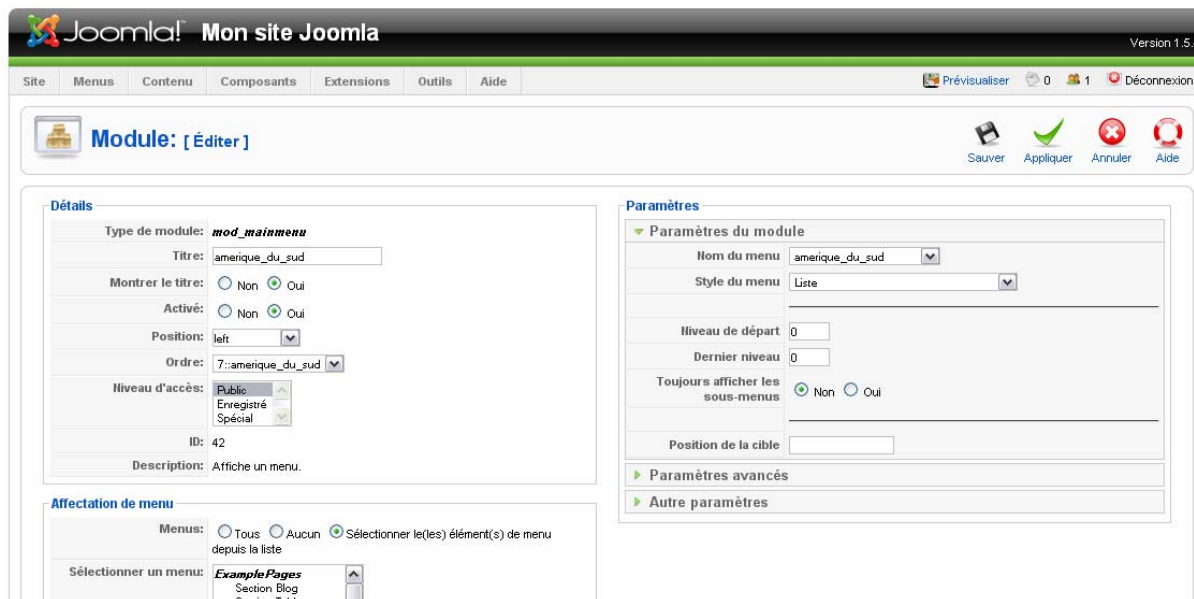 Joomla! Mon site Joomla
Version 1.5.
Site Menus Contenu Composants Extensions Outils Aide Prévisualiser 0 1 Déconnexion
Module: [ Éditer ]
Sauver Appliquer Annuler Aide
Détails
Type de module: mod_mainmenu
Titre: amerique_du_sud
Montrer le titre: Non Oui
Activé: Non Oui
Position: left
Ordre: 7::amerique_du_sud
Niveau d'accès: Public
Enregistré
Spécial
ID: 42
Description: Affiche un menu.
Affectation de menu
Menus: Tous Aucun Sélectionner le(les) élément(s) de menu
depuis la liste
Sélectionner un menu: ExamplePages
Section Blog
Paramètres
Paramètres du module
Nom du menu amerique_du_sud
Style du menu Liste
Niveau de départ 0
Dernier niveau 0
Toujours afficher les
sous-menus Non Oui
Position de la cible
Paramètres avancés
Autre paramètres